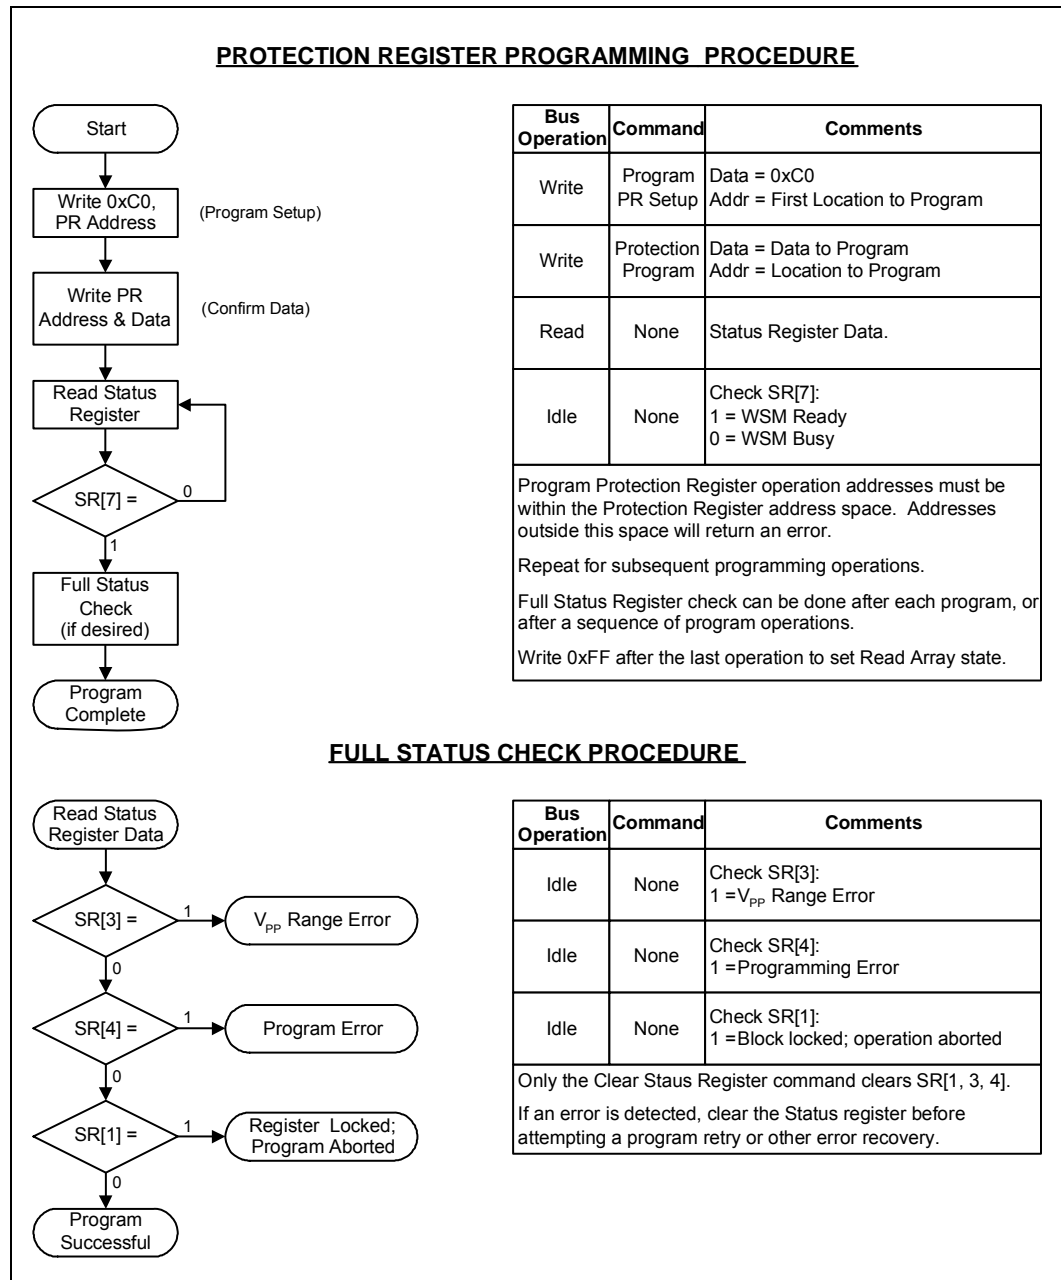 PROTECTION REGISTER PROGRAMMING PROCEDURE
Start
Write 0xC0,
PR Address
(Program Setup)
Write PR
Address & Data
(Confirm Data)
Read Status
Register
SR[7] =
0
1
Full Status
Check
(if desired)
Program
Complete
Bus
Operation
Command
Comments
Write
Program
PR Setup
Data = 0xC0
Addr = First Location to Program
Write
Protection
Program
Data = Data to Program
Addr = Location to Program
Read
None
Status Register Data.
Idle
None
Check SR[7]:
1 = WSM Ready
0 = WSM Busy
Program Protection Register operation addresses must be
within the Protection Register address space. Addresses
outside this space will return an error.
Repeat for subsequent programming operations.
Full Status Register check can be done after each program, or
after a sequence of program operations.
Write 0xFF after the last operation to set Read Array state.
FULL STATUS CHECK PROCEDURE
Read Status
Register Data
SR[3] =
1
VPP Range Error
0
SR[4] =
1
Program Error
0
SR[1] =
1
Register Locked;
Program Aborted
0
Program
Successful
Bus
Operation
Command
Comments
Idle
None
Check SR[3]:
1 =VPP Range Error
Idle
None
Check SR[4]:
1 =Programming Error
Idle
None
Check SR[1]:
1 =Block locked; operation aborted
Only the Clear Staus Register command clears SR[1, 3, 4].
If an error is detected, clear the Status register before
attempting a program retry or other error recovery.